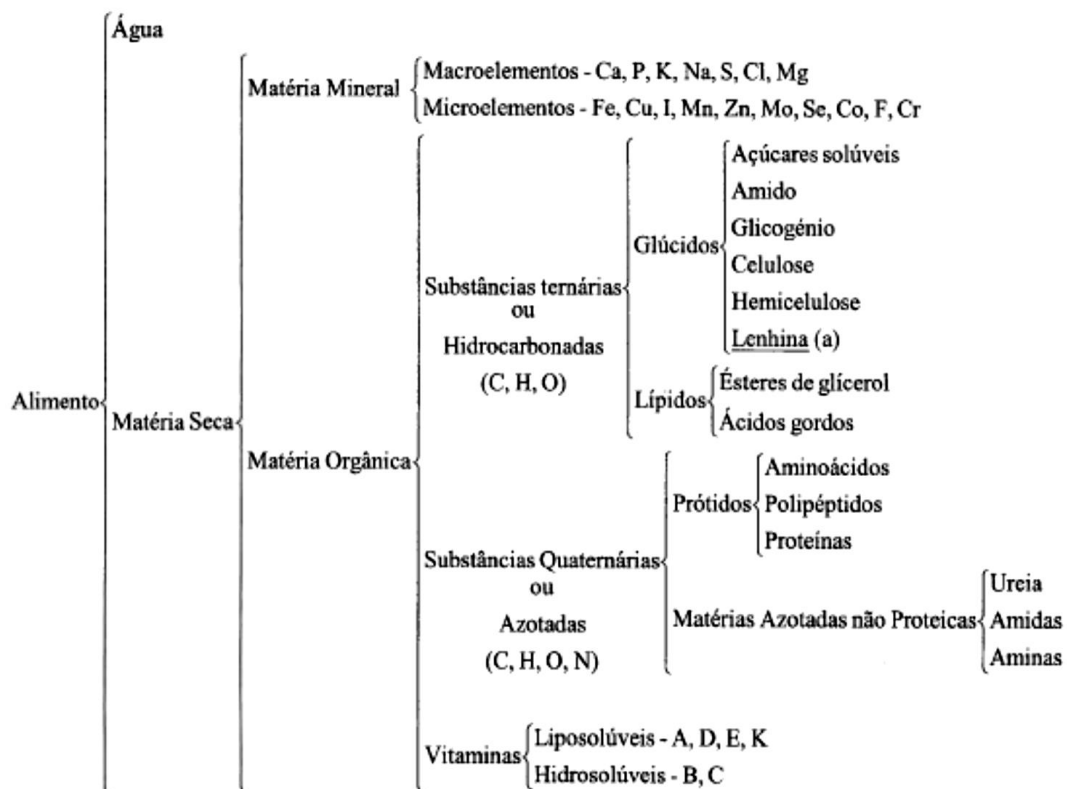 Água
Matéria Mineral
Macroelementos - Ca, P, K, Na, S, Cl, Mg
Microelementos - Fe, Cu, I, Mn, Zn, Mo, Se, Co, F, Cr
Açúcares solúveis
Amido
Glúcidos
Glicogénio
Celulose
Substâncias ternárias
ou
Hidrocarbonadas
(C, H, O)
Hemicelulose
Lenhina (a)
Alimento
Matéria Seca
Lípidos
Ésteres de glícerol
Ácidos gordos
Matéria Orgânica
Prótidos
Aminoácidos
Polipéptidos
Proteínas
Substâncias Quaternárias
ou
Azotadas
(C, H, O, N)
Matérias Azotadas não Proteicas
Ureia
Amidas
Aminas
Vitaminas
Liposolúveis - A, D, E, K
Hidrosolúveis - B, C